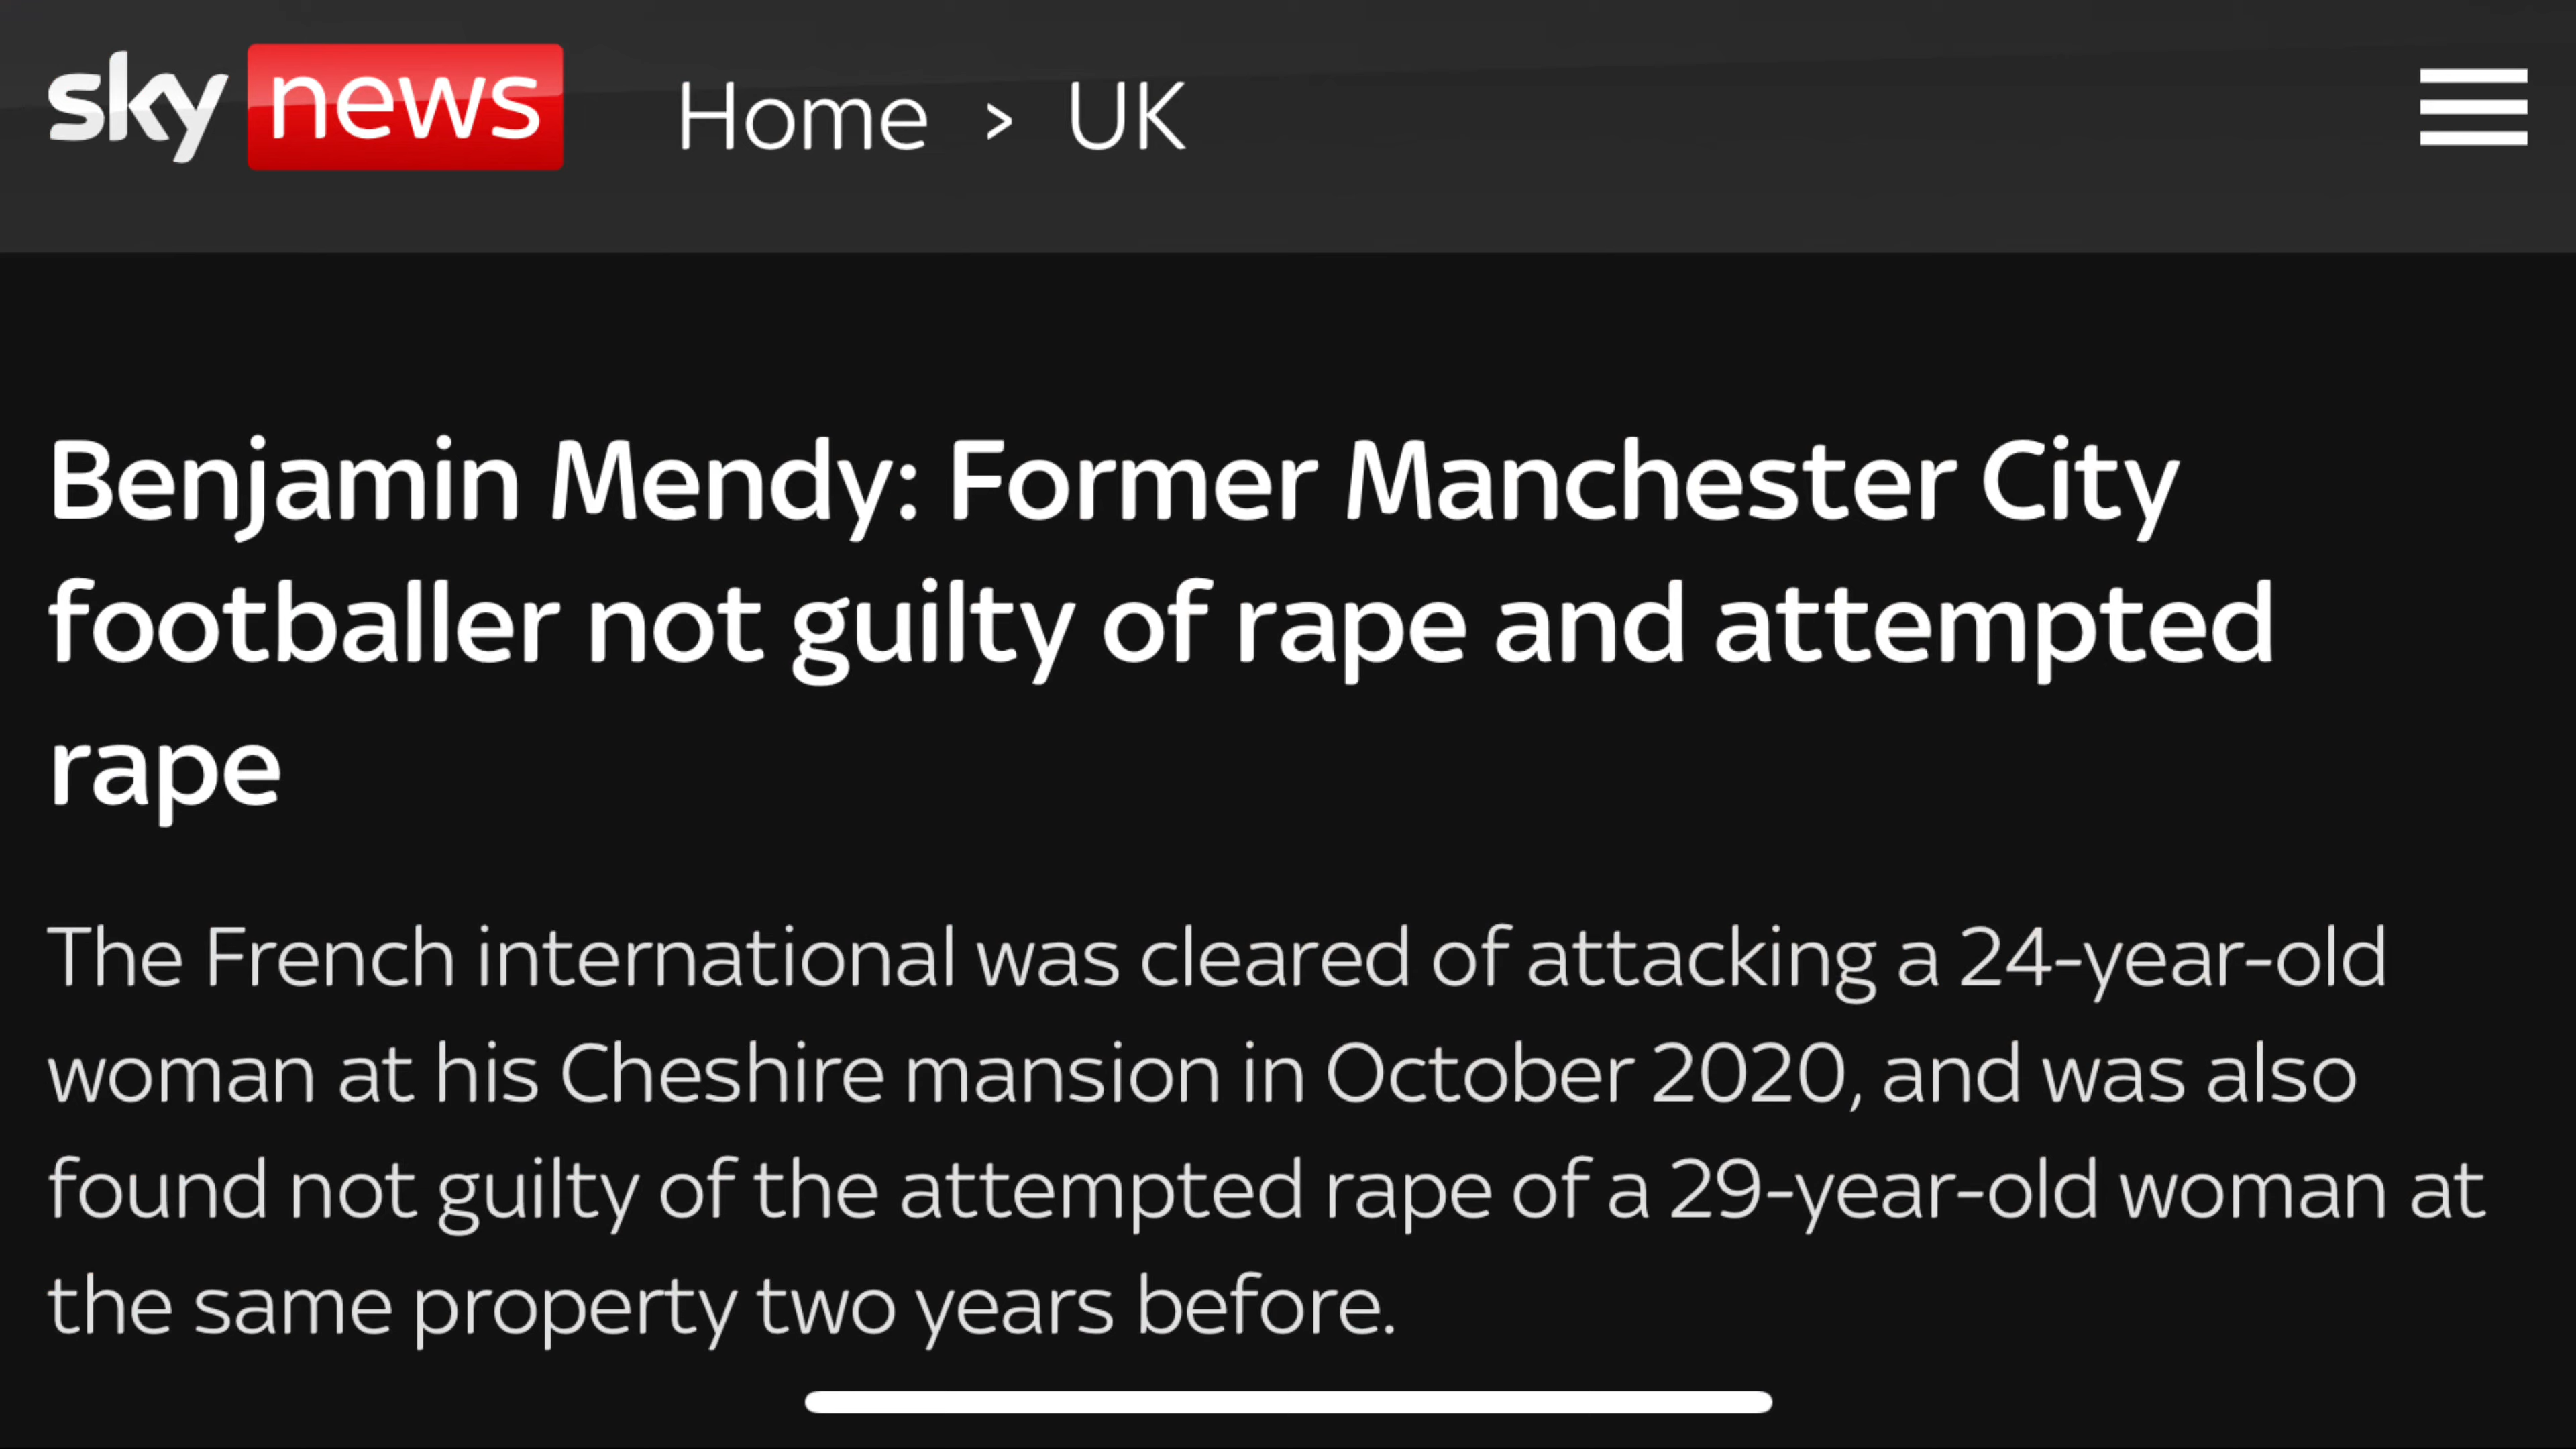 sky news Home > UK
Benjamin Mendy: Former Manchester City
footballer not guilty of rape and attempted
rape
The French international was cleared of attacking a 24-year-old
woman at his Cheshire mansion in October 2020, and was also
found not guilty of the attempted rape of a 29-year-old woman at
the same property two years before.